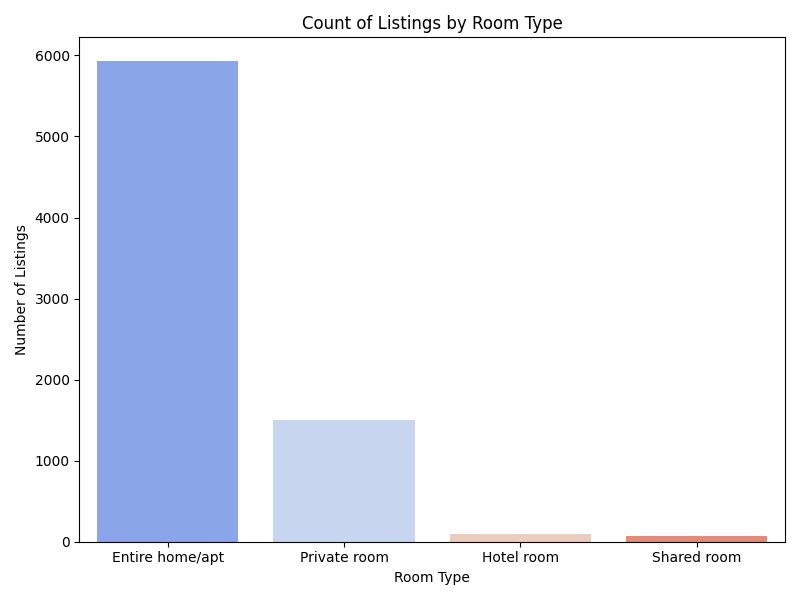 Count of Listings by Room Type
Number of Listings
6000
5000
4000
3000
2000
1000
0
Entire home/apt
Private room
Hotel room
Shared room
Room Type